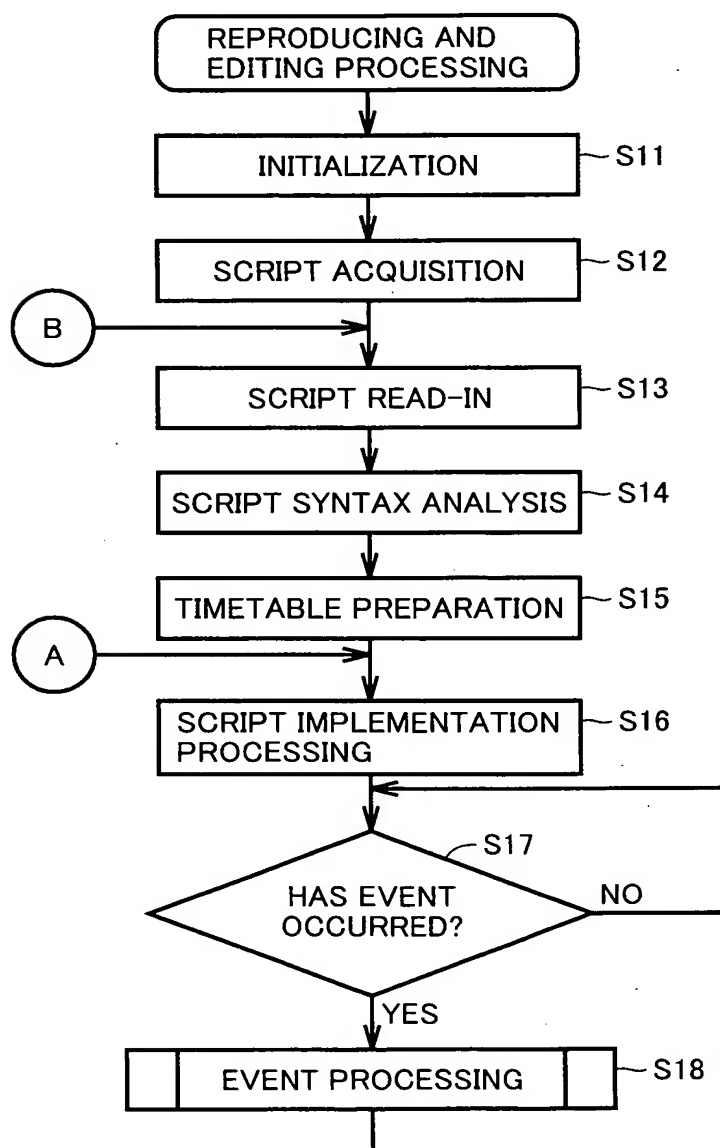 REPRODUCING AND
EDITING PROCESSING
INITIALIZATION
S11
SCRIPT ACQUISITION
S12
B
SCRIPT READ-IN
S13
SCRIPT SYNTAX ANALYSIS
S14
TIMETABLE PREPARATION
S15
A
SCRIPT IMPLEMENTATION
PROCESSING
S16
S17
HAS EVENT
OCCURRED?
NO
YES
EVENT PROCESSING
S18